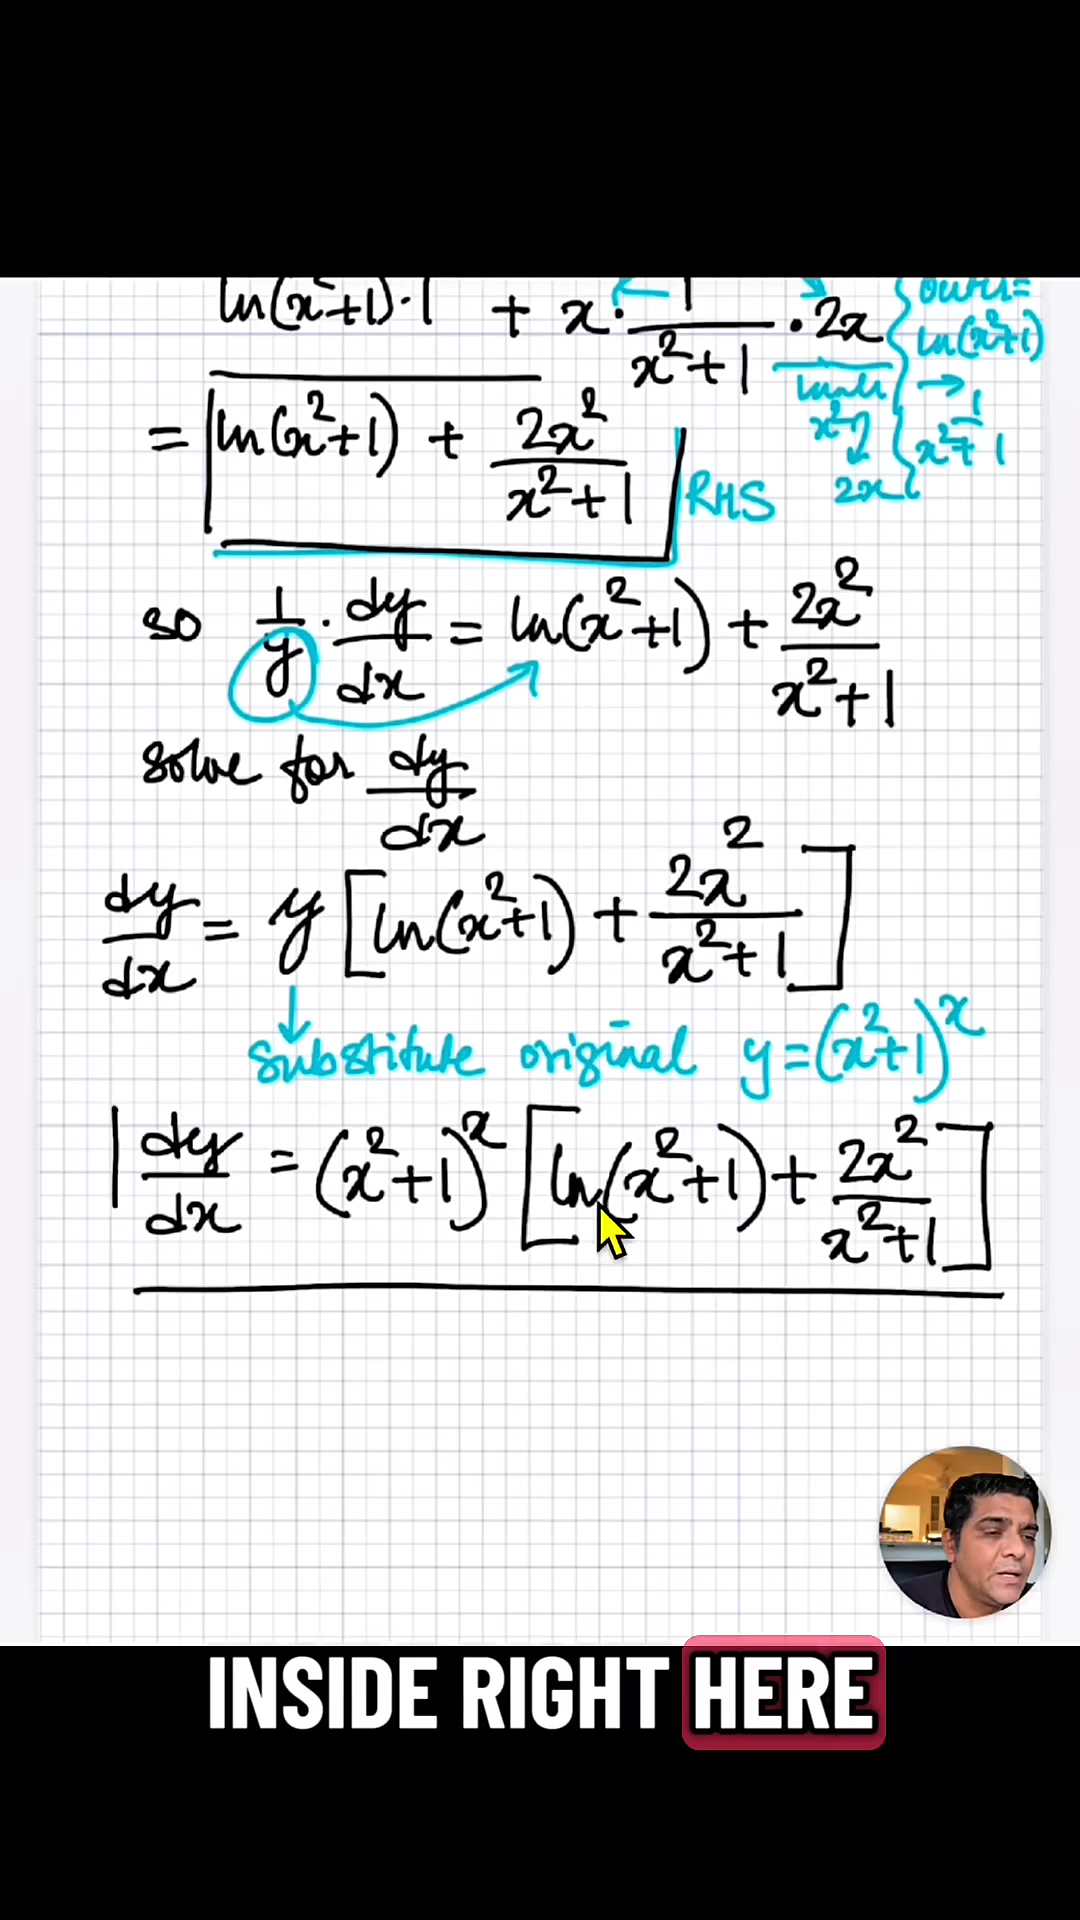 ln(x²+1)·1 + x · 1/(x²+1) · 2x
outer =
ln(x²+1)
→ 1/(x²+1)
x²
2x
= ln(x²+1) + 2x²/(x²+1)
RHS
so 1/y · dy/dx = ln(x²+1) + 2x²/(x²+1)
solve for dy/dx
dy/dx = y [ln(x²+1) + 2x²/(x²+1)]
↓
substitute original y = (x²+1)ˣ
dy/dx = (x²+1)ˣ [ln(x²+1) + 2x²/(x²+1)]
INSIDE RIGHT HERE